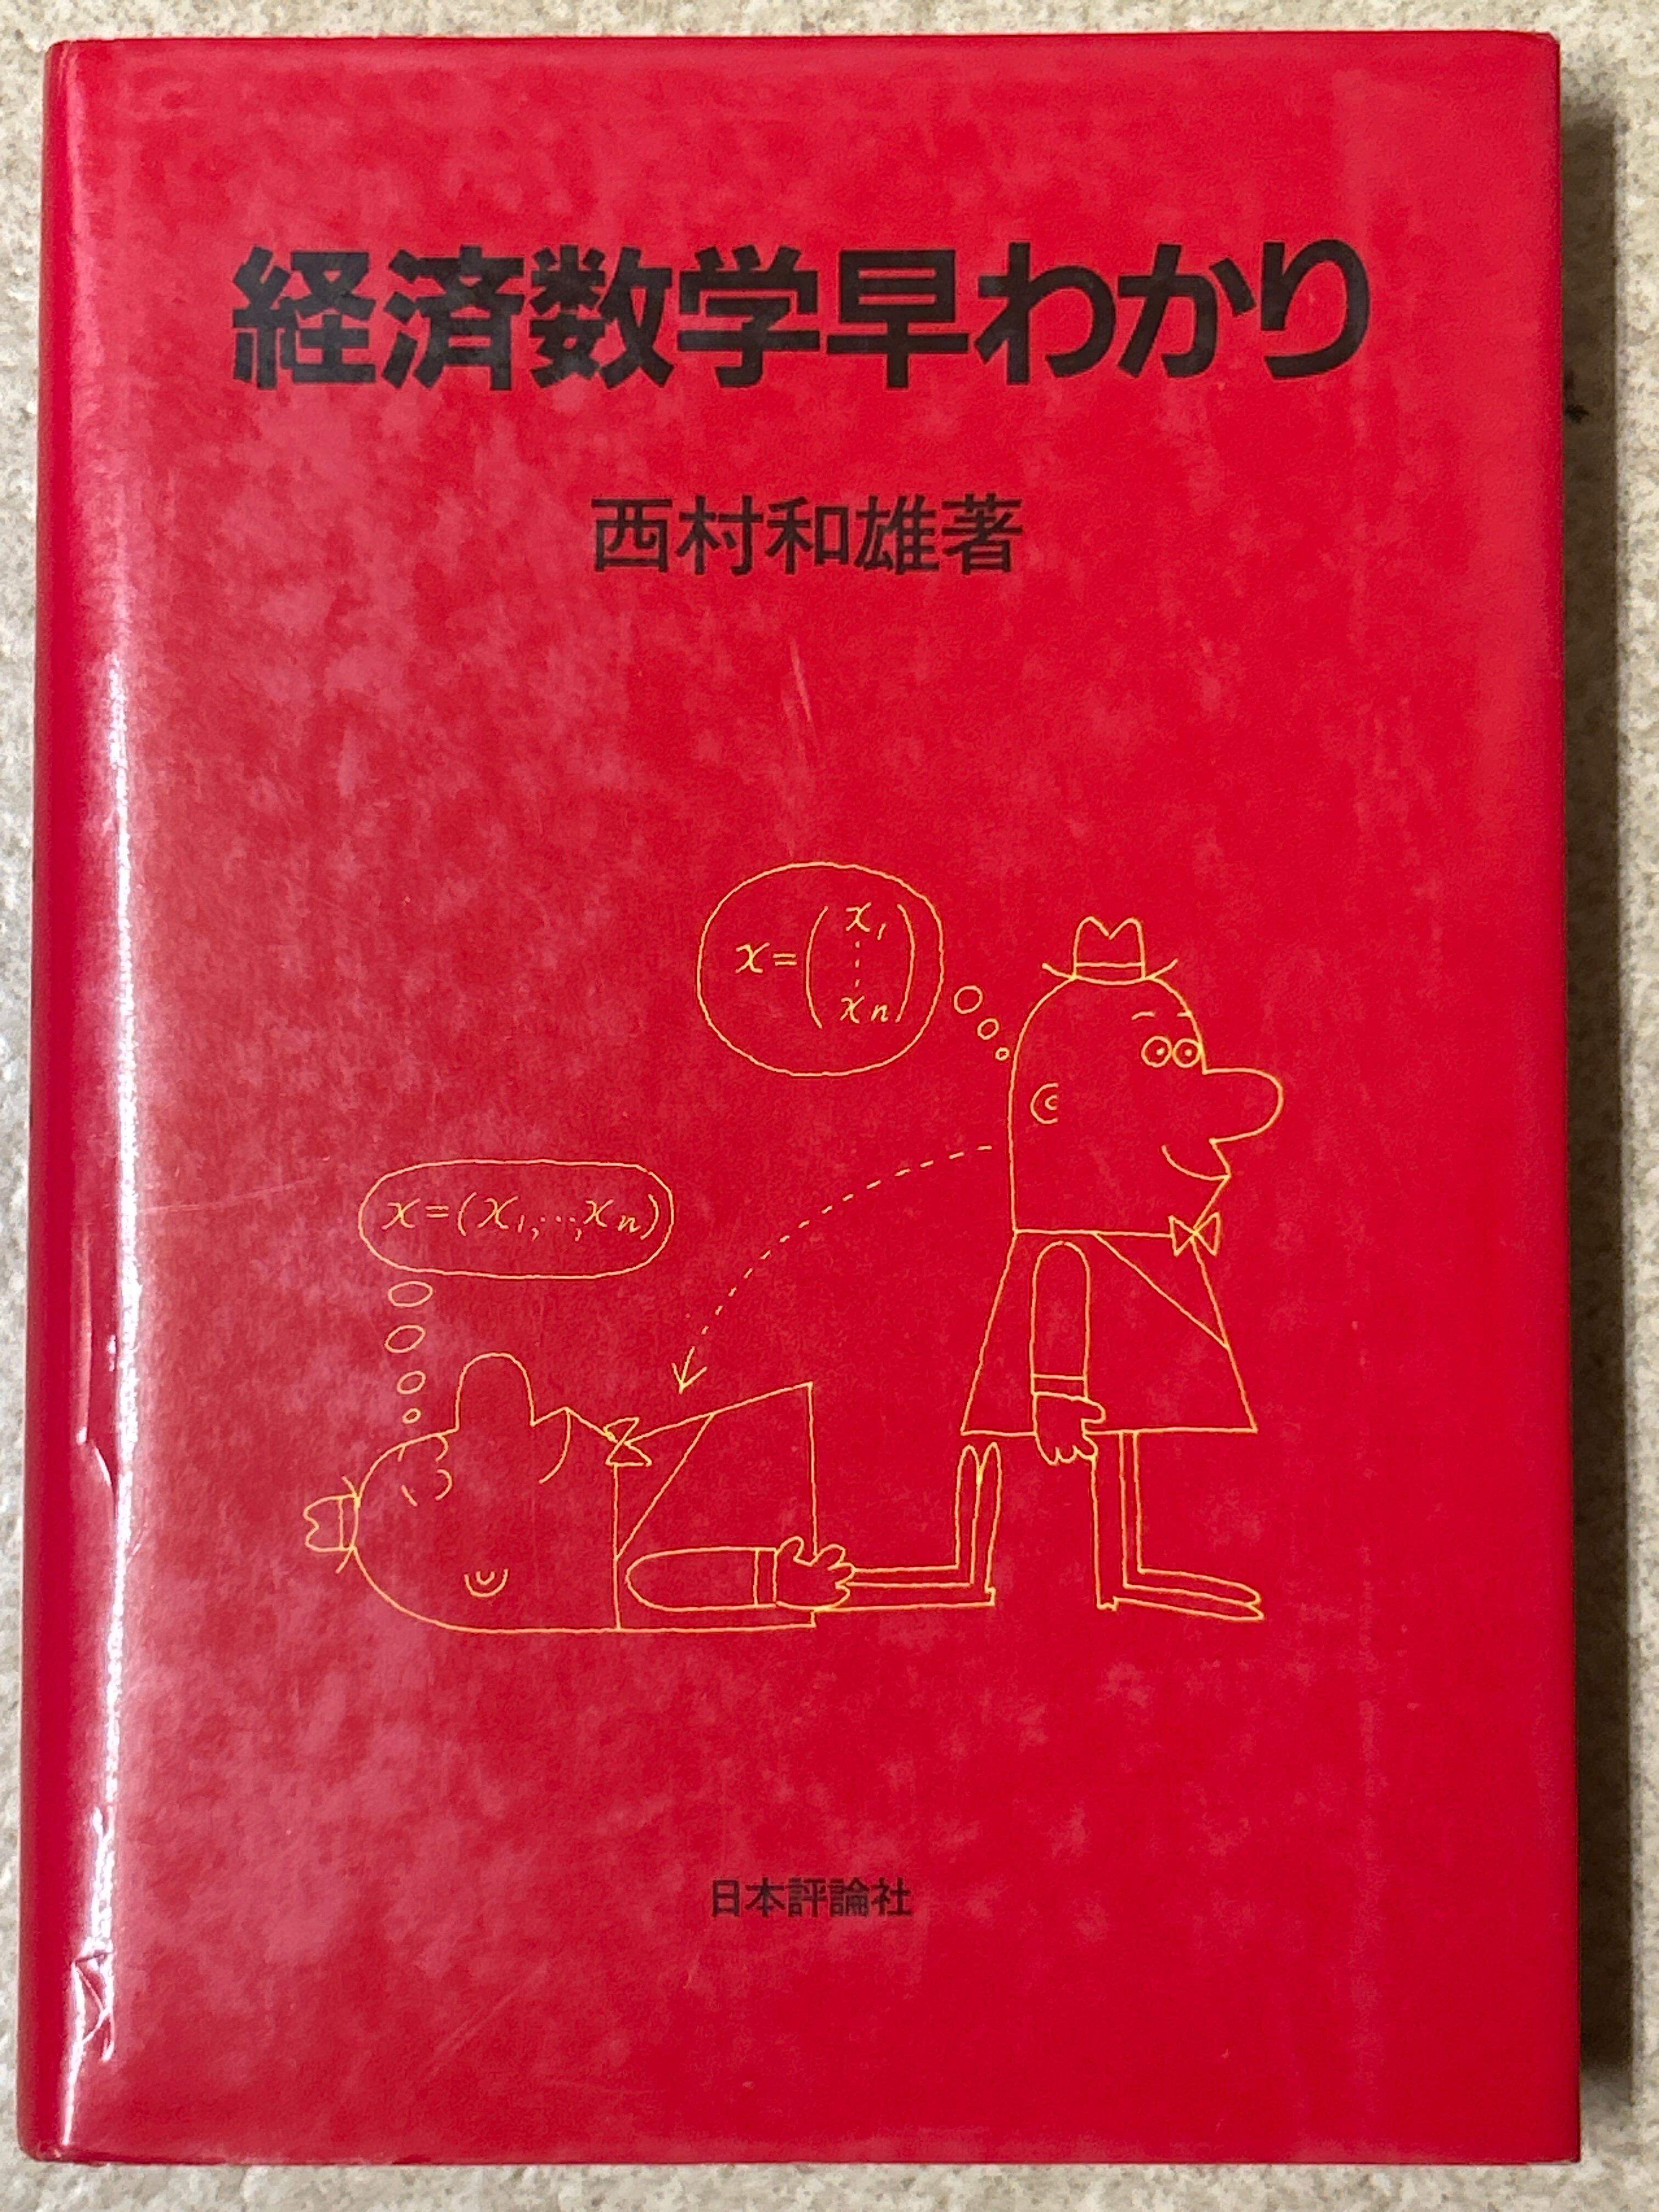 経済数学早わかり
西村和雄著
x=(x₁
⋮
xₙ)
x=(x₁,…,xₙ)
日本評論社